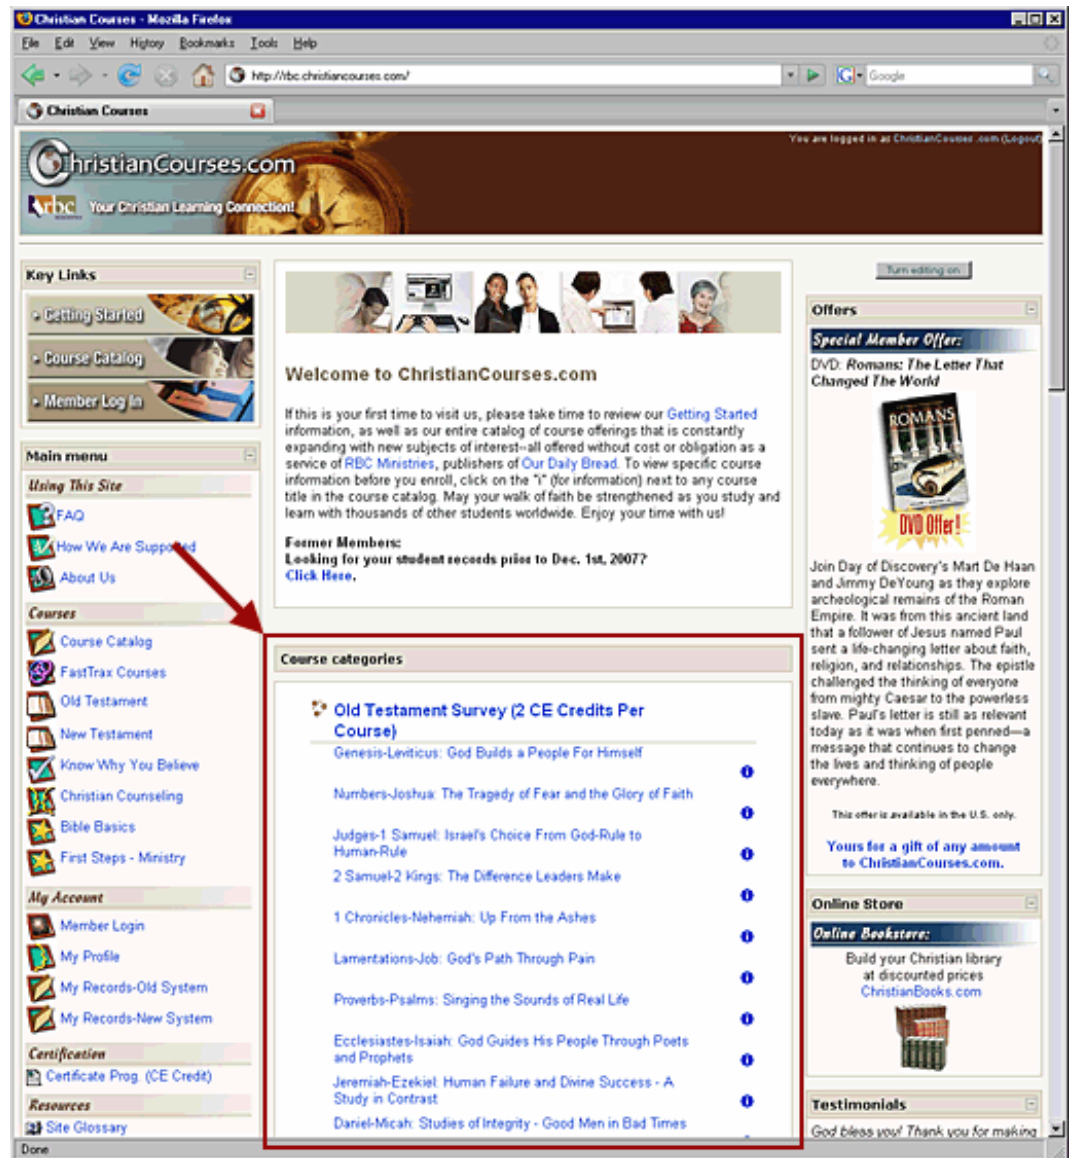 Christian Courses - Mozilla Firefox
File Edit View History Bookmarks Tools Help
http://rbc.christiancourses.com/
Google
Christian Courses
You are logged in as ChristianCourses .com (Logout)
ChristianCourses.com
rbc Your Christian Learning Connection!
Key Links
Getting Started
Course Catalog
Member Log In
Main menu
Using This Site
FAQ
How We Are Supported
About Us
Courses
Course Catalog
FastTrax Courses
Old Testament
New Testament
Know Why You Believe
Christian Counseling
Bible Basics
First Steps - Ministry
My Account
Member Login
My Profile
My Records-Old System
My Records-New System
Certification
Certificate Prog. (CE Credit)
Resources
Site Glossary
Welcome to ChristianCourses.com
If this is your first time to visit us, please take time to review our Getting Started
information, as well as our entire catalog of course offerings that is constantly
expanding with new subjects of interest--all offered without cost or obligation as a
service of RBC Ministries, publishers of Our Daily Bread. To view specific course
information before you enroll, click on the "i" (for information) next to any course
title in the course catalog. May your walk of faith be strengthened as you study and
learn with thousands of other students worldwide. Enjoy your time with us!
Former Members:
Looking for your student records prior to Dec. 1st, 2007?
Click Here.
Course categories
Old Testament Survey (2 CE Credits Per
Course)
Genesis-Leviticus: God Builds a People For Himself
Numbers-Joshua: The Tragedy of Fear and the Glory of Faith
Judges-1 Samuel: Israel's Choice From God-Rule to
Human-Rule
2 Samuel-2 Kings: The Difference Leaders Make
1 Chronicles-Nehemiah: Up From the Ashes
Lamentations-Job: God's Path Through Pain
Proverbs-Psalms: Singing the Sounds of Real Life
Ecclesiastes-Isaiah: God Guides His People Through Poets
and Prophets
Jeremiah-Ezekiel: Human Failure and Divine Success - A
Study in Contrast
Daniel-Micah: Studies of Integrity - Good Men in Bad Times
Turn editing on
Offers
Special Member Offer:
DVD: Romans: The Letter That
Changed The World
ROMANS
DVD Offer!
Join Day of Discovery's Mart De Haan
and Jimmy DeYoung as they explore
archeological remains of the Roman
Empire. It was from this ancient land
that a follower of Jesus named Paul
sent a life-changing letter about faith,
religion, and relationships. The epistle
challenged the thinking of everyone
from mighty Caesar to the powerless
slave. Paul's letter is still as relevant
today as it was when first penned—a
message that continues to change
the lives and thinking of people
everywhere.
This offer is available in the U.S. only.
Yours for a gift of any amount
to ChristianCourses.com.
Online Store
Online Bookstore:
Build your Christian library
at discounted prices
ChristianBooks.com
Testimonials
God bless you! Thank you for making
Done